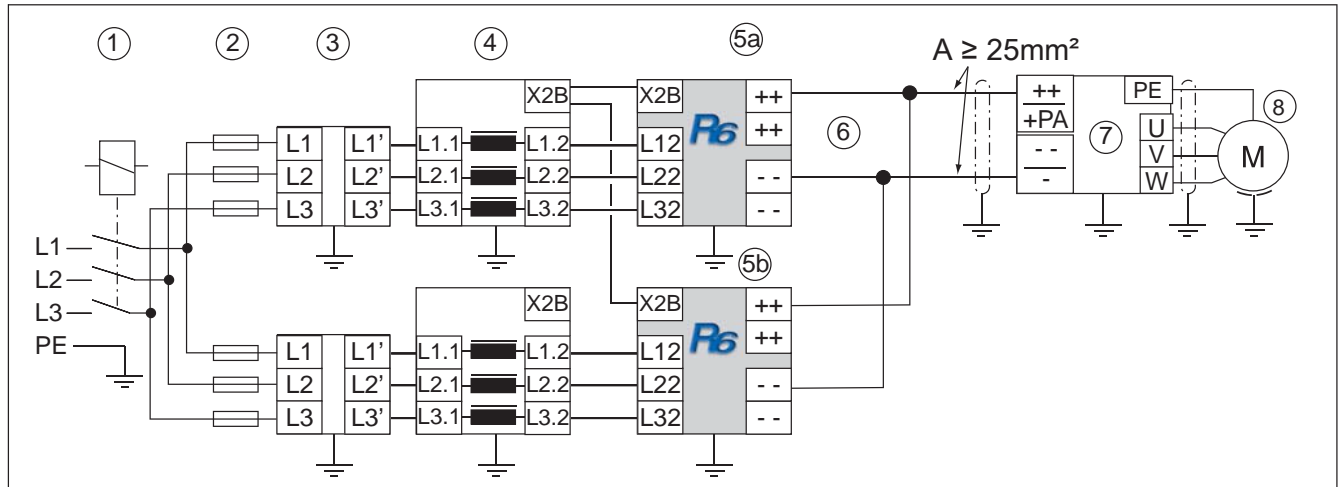 1 2 3 4 5a
A ≥ 25mm²
X2B X2B ++ ++ PE 8
R6 ++ 6 +PA 7 U
L1 L1' L1.1 L1.2 L12 V M
L2 L2' L2.1 L2.2 L22 - - - - W
L3 L3' L3.1 L3.2 L32 - - -
L1
L2
L3
PE
5b
X2B X2B ++
R6 ++
L1 L1' L1.1 L1.2 L12
L2 L2' L2.1 L2.2 L22 - -
L3 L3' L3.1 L3.2 L32 - -